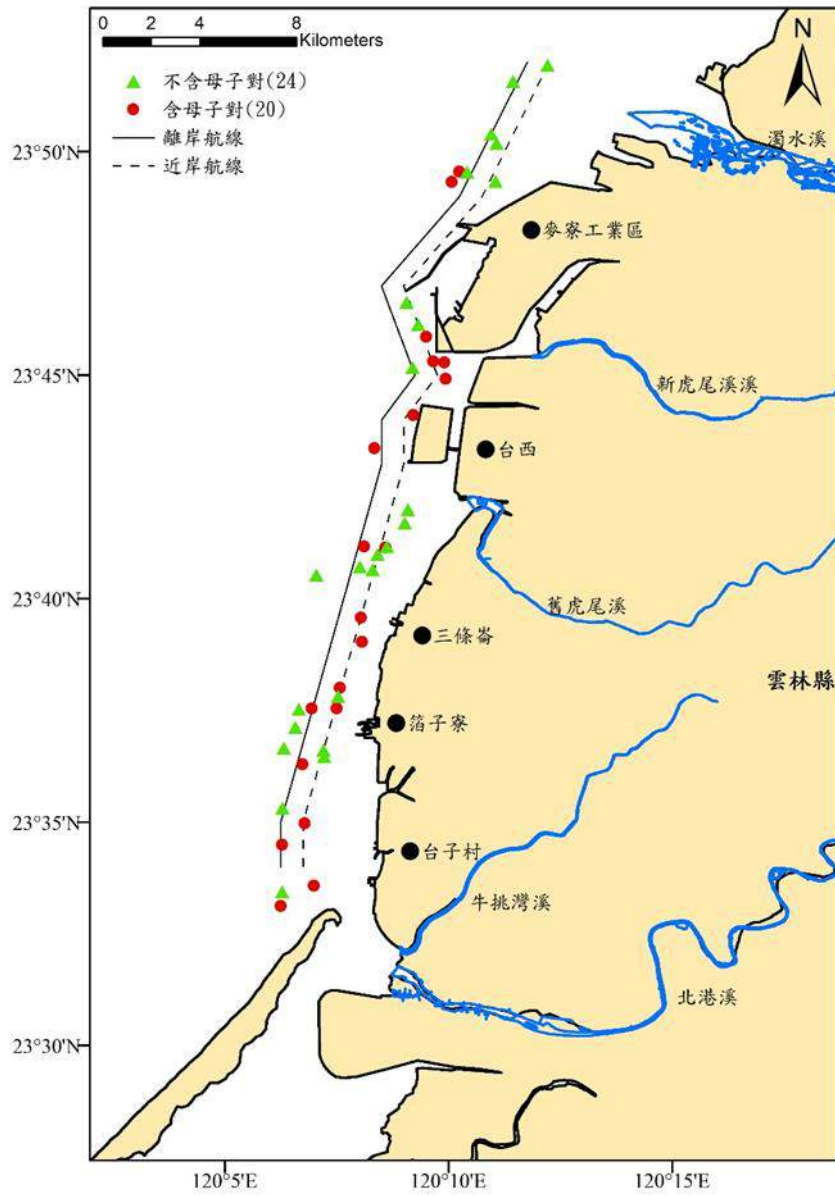 0 2 4 8
Kilometers
N
不含母子對(24)
含母子對(20)
離岸航線
近岸航線
濁水溪
23°50'N
麥寮工業區
23°45'N
新虎尾溪溪
台西
23°40'N
舊虎尾溪
三條崙
雲林縣
箔子寮
23°35'N
台子村
牛挑灣溪
北港溪
23°30'N
120°5'E 120°10'E 120°15'E